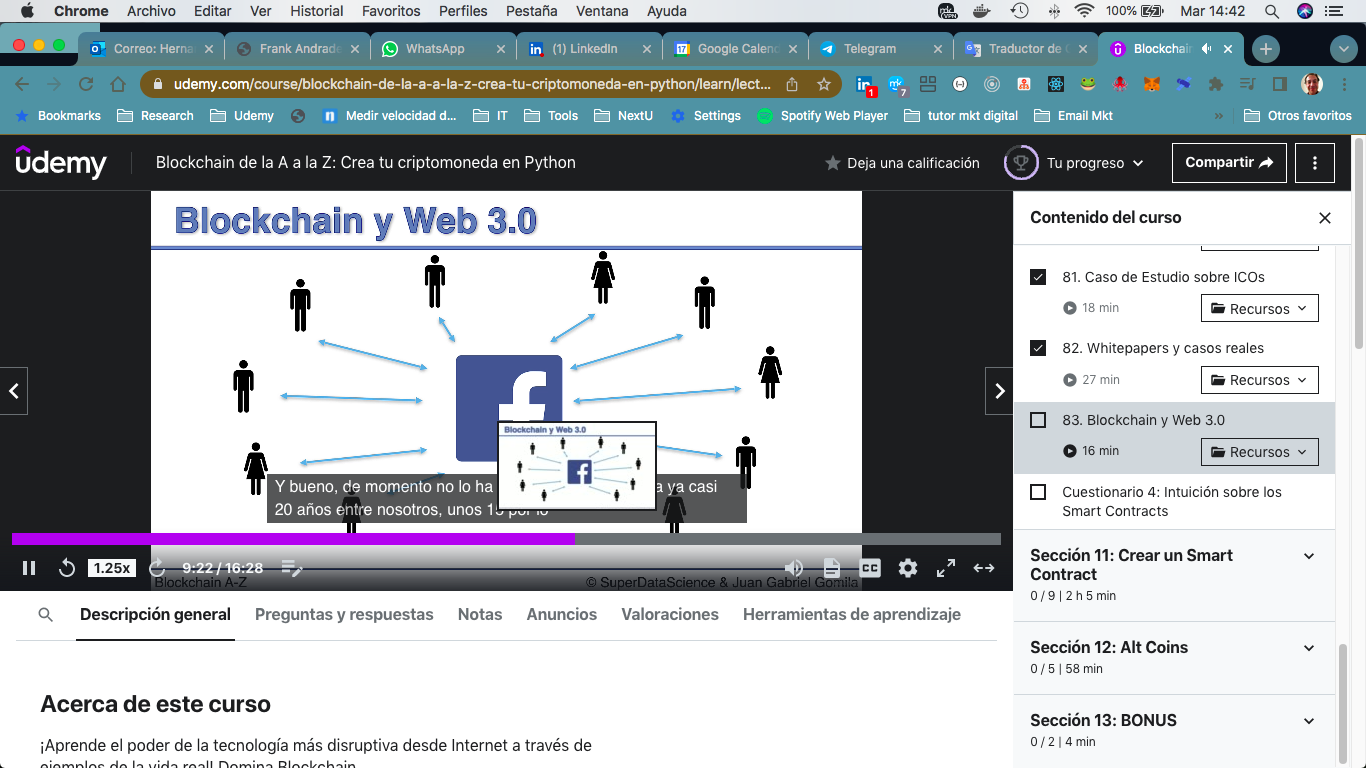 Chrome Archivo Editar Ver Historial Favoritos Perfiles Pestaña Ventana Ayuda 100% Mar 14:42
Correo: Herna Frank Andrade WhatsApp (1) LinkedIn Google Calend Telegram Traductor de Blockchain
udemy.com/course/blockchain-de-la-a-a-la-z-crea-tu-criptomoneda-en-python/learn/lect... 1 7
Bookmarks Research Udemy Medir velocidad d... IT Tools NextU Settings Spotify Web Player tutor mkt digital Email Mkt » Otros favoritos
ûdemy Blockchain de la A a la Z: Crea tu criptomoneda en Python Deja una calificación Tu progreso Compartir
Blockchain y Web 3.0
Blockchain y Web 3.0
Y bueno, de momento no lo ha a ya casi
20 años entre nosotros, unos 15 por lo
1.25x 9:22 / 16:28 CC
Blockchain A-Z © SuperDataScience & Juan Gabriel Gomila
Contenido del curso
81. Caso de Estudio sobre ICOs
18 min Recursos
82. Whitepapers y casos reales
27 min Recursos
83. Blockchain y Web 3.0
16 min Recursos
Cuestionario 4: Intuición sobre los
Smart Contracts
Sección 11: Crear un Smart
Contract
0 / 9 | 2 h 5 min
Sección 12: Alt Coins
0 / 5 | 58 min
Sección 13: BONUS
0 / 2 | 4 min
Descripción general Preguntas y respuestas Notas Anuncios Valoraciones Herramientas de aprendizaje
Acerca de este curso
¡Aprende el poder de la tecnología más disruptiva desde Internet a través de
ejemplos de la vida real! Domina Blockchain